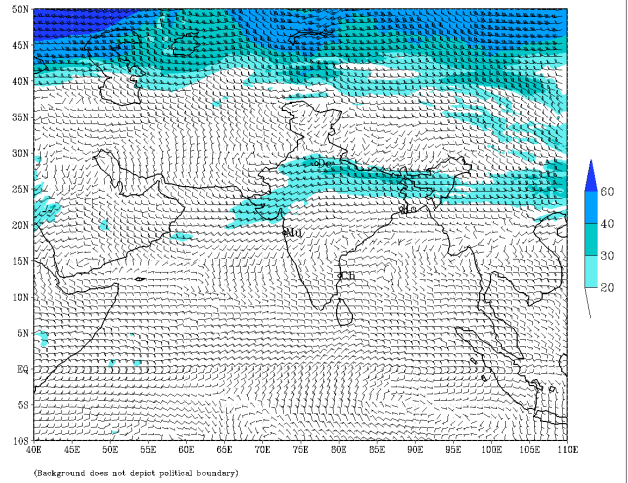 50N
45N
40N
35N
30N
25N
20N
15N
10N
5N
EQ
5S
10S
40E 45E 50E 55E 60E 65E 70E 75E 80E 85E 90E 95E 100E 105E 110E
60
40
30
20
Mu
Ch
(Background does not depict political boundary)